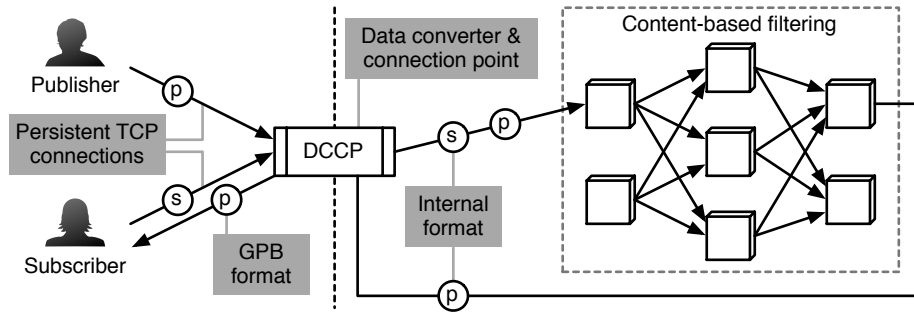 Content-based filtering
Data converter &
connection point
Publisher
p
Persistent TCP
connections
DCCP
s
p
s
p
Internal
format
GPB
format
Subscriber
p